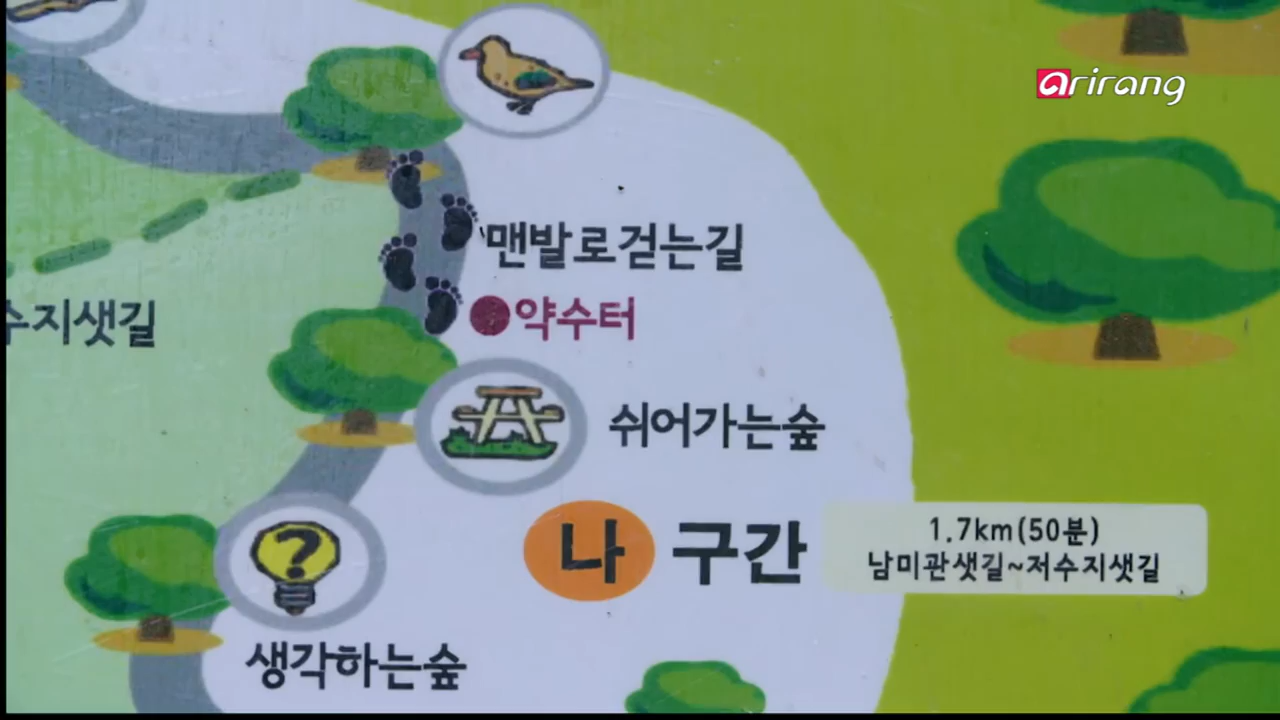 arirang
맨발로걷는길
약수터
수지샛길
쉬어가는숲
나 구간
1.7km(50분)
남미관샛길~저수지샛길
생각하는숲